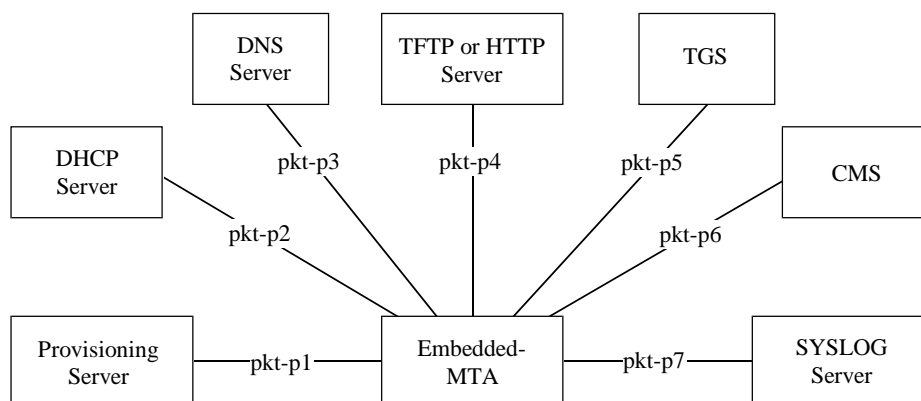 DNS
Server
TFTP or HTTP
Server
TGS
DHCP
Server
CMS
pkt-p3
pkt-p4
pkt-p5
pkt-p2
pkt-p6
Provisioning
Server
pkt-p1
Embedded-
MTA
pkt-p7
SYSLOG
Server